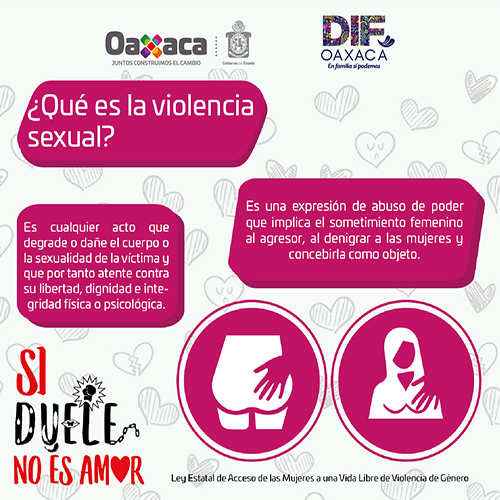 Oaxaca
JUNTOS CONSTRUIMOS EL CAMBIO
Gobierno del Estado
DIF
OAXACA
En familia sí podemos
¿Qué es la violencia
sexual?
Es cualquier acto que
degrade o dañe el cuerpo o
la sexualidad de la víctima y
que por tanto atente contra
su libertad, dignidad e inte-
gridad física o psicológica.
Es una expresión de abuso de poder
que implica el sometimiento femenino
al agresor, al denigrar a las mujeres y
concebirla como objeto.
SI
DUELE
NO ES AMOR
Ley Estatal de Acceso de las Mujeres a una Vida Libre de Violencia de Género